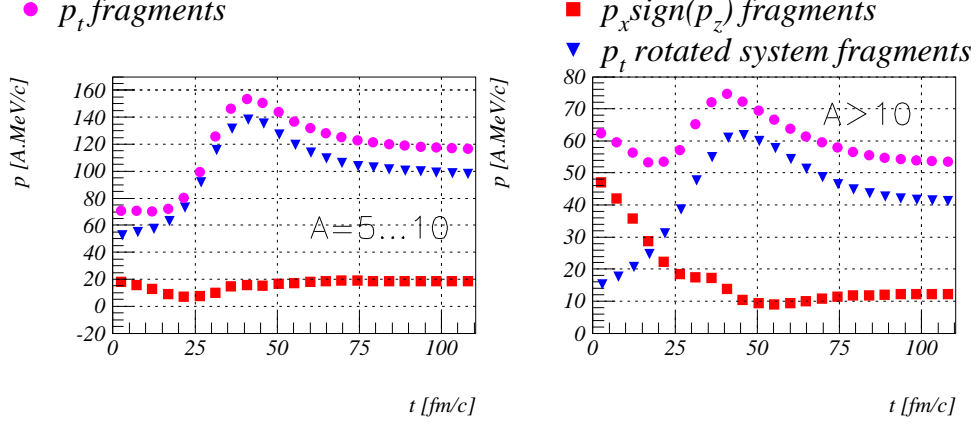 p_t fragments
p_x sign(p_z) fragments
p_t rotated system fragments
p [A.MeV/c]
160
140
120
100
80
60
40
20
0
-20
A=5...10
0 25 50 75 100
t [fm/c]
p [A.MeV/c]
80
70
60
50
40
30
20
10
0
A>10
0 25 50 75 100
t [fm/c]